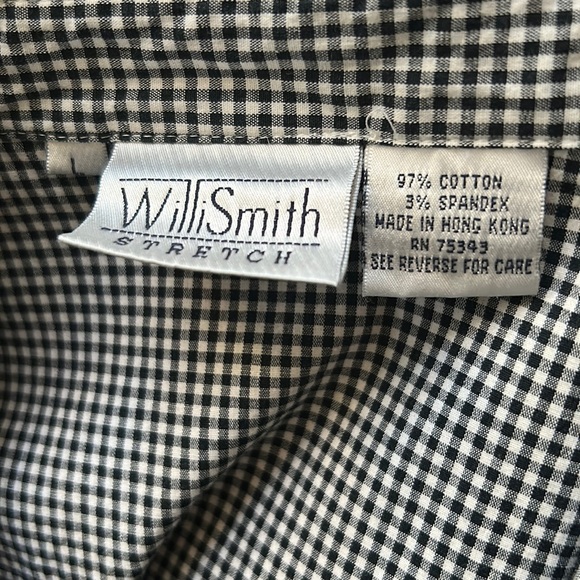 L
WilliSmith
STRETCH
97% COTTON
3% SPANDEX
MADE IN HONG KONG
RN 75343
SEE REVERSE FOR CARE